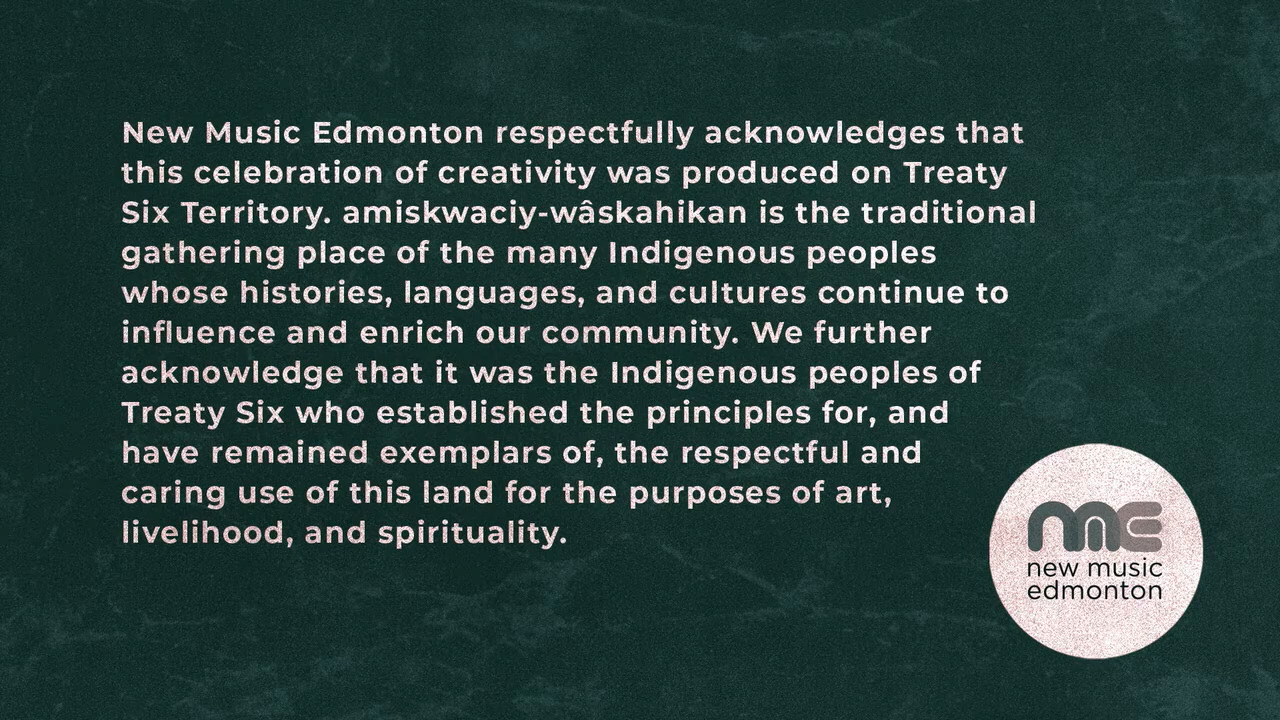 New Music Edmonton respectfully acknowledges that
this celebration of creativity was produced on Treaty
Six Territory. amiskwaciy-wâskahikan is the traditional
gathering place of the many Indigenous peoples
whose histories, languages, and cultures continue to
influence and enrich our community. We further
acknowledge that it was the Indigenous peoples of
Treaty Six who established the principles for, and
have remained exemplars of, the respectful and
caring use of this land for the purposes of art,
livelihood, and spirituality.
nme
new music
edmonton